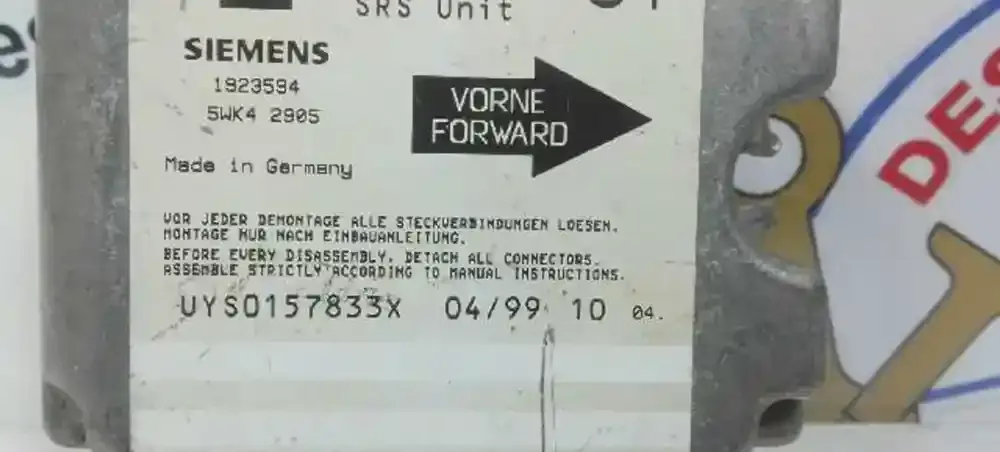 SRS Unit
SIEMENS
1923594
5WK4 2905
VORNE
FORWARD
Made in Germany
VOR JEDER DEMONTAGE ALLE STECKVERBINDUNGEN LOESEN.
MONTAGE NUR NACH EINBAUANLEITUNG.
BEFORE EVERY DISASSEMBLY, DETACH ALL CONNECTORS.
ASSEMBLE STRICTLY ACCORDING TO MANUAL INSTRUCTIONS.
UYS0157833X 04/99 10 04.
DES